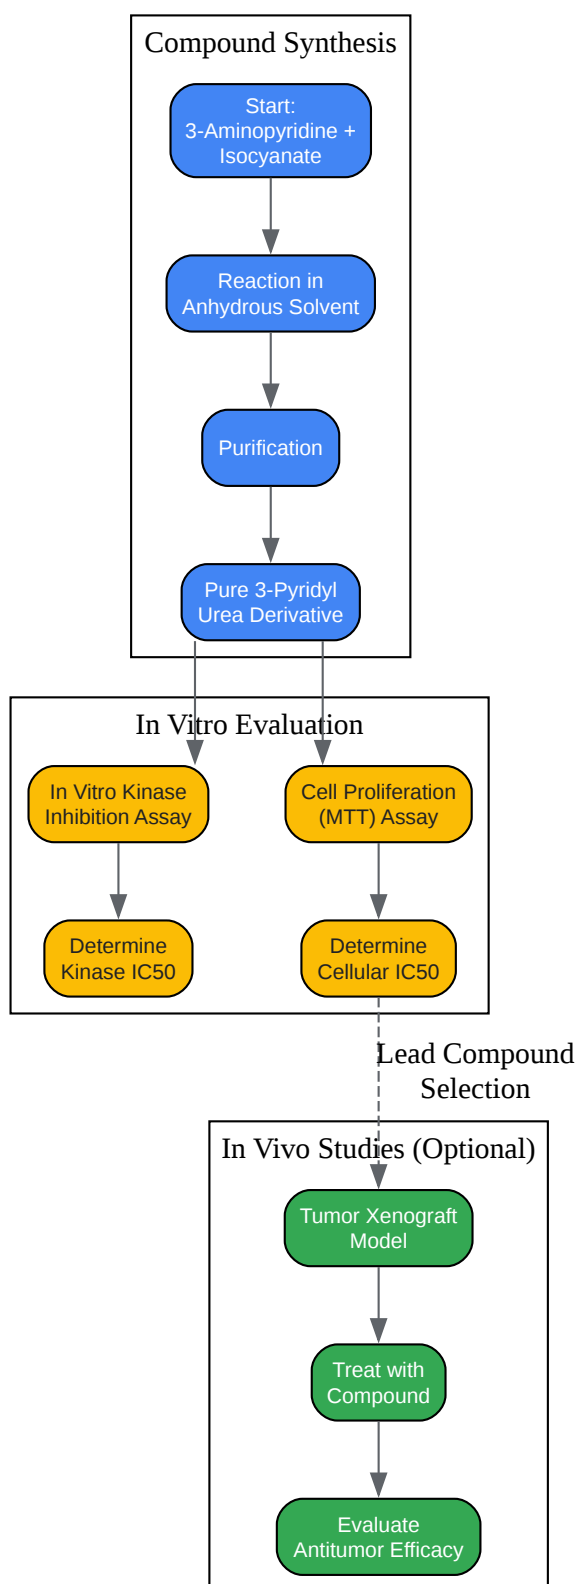 Compound Synthesis
Start:
3-Aminopyridine +
Isocyanate
Reaction in
Anhydrous Solvent
Purification
Pure 3-Pyridyl
Urea Derivative
In Vitro Evaluation
In Vitro Kinase
Inhibition Assay
Cell Proliferation
(MTT) Assay
Determine
Kinase IC50
Determine
Cellular IC50
Lead Compound
Selection
In Vivo Studies (Optional)
Tumor Xenograft
Model
Treat with
Compound
Evaluate
Antitumor Efficacy